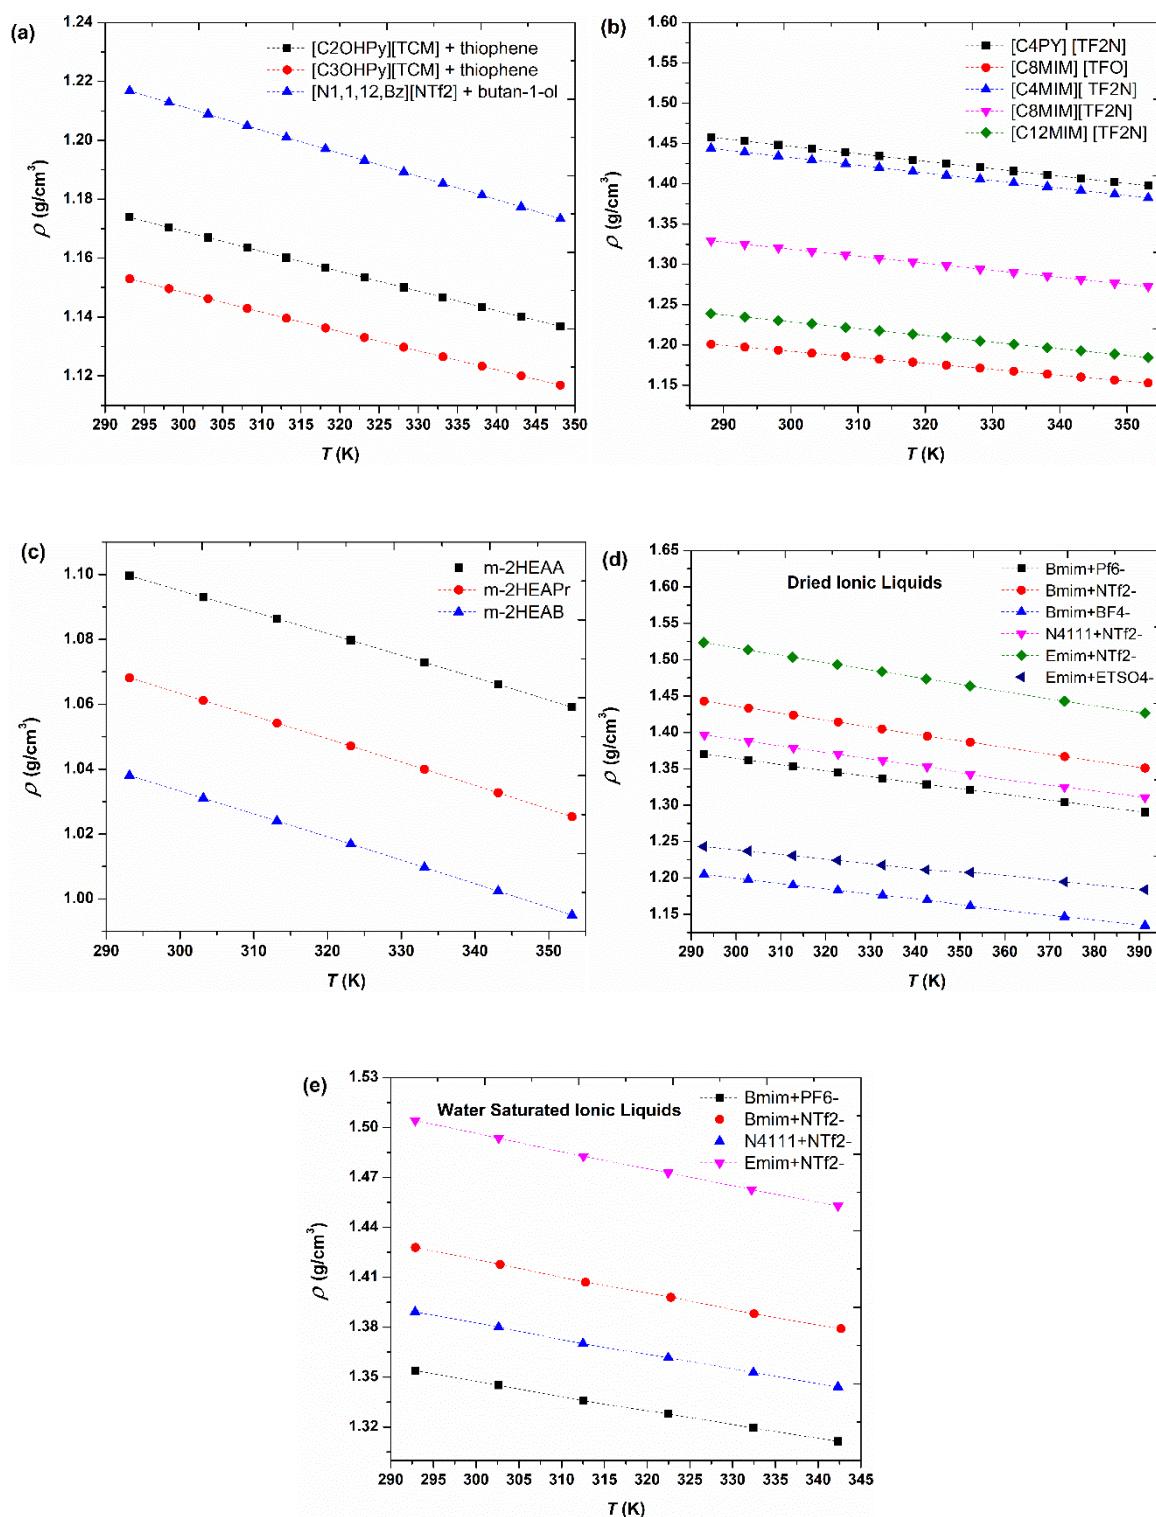 (a)
1.24
1.22
1.20
1.18
1.16
1.14
1.12
ρ (g/cm³)
[C2OHPy][TCM] + thiophene
[C3OHPy][TCM] + thiophene
[N1,1,12,Bz][NTf2] + butan-1-ol
290 295 300 305 310 315 320 325 330 335 340 345 350
T (K)
(b)
1.60
1.55
1.50
1.45
1.40
1.35
1.30
1.25
1.20
1.15
ρ (g/cm³)
[C4PY] [TF2N]
[C8MIM] [TFO]
[C4MIM][ TF2N]
[C8MIM][TF2N]
[C12MIM] [TF2N]
290 300 310 320 330 340 350
T (K)
(c)
1.10
1.08
1.06
1.04
1.02
1.00
ρ (g/cm³)
m-2HEAA
m-2HEAPr
m-2HEAB
290 300 310 320 330 340 350
T (K)
(d)
1.65
1.60
1.55
1.50
1.45
1.40
1.35
1.30
1.25
1.20
1.15
ρ (g/cm³)
Dried Ionic Liquids
Bmim+Pf6-
Bmim+NTf2-
Bmim+BF4-
N4111+NTf2-
Emim+NTf2-
Emim+ETSO4-
290 300 310 320 330 340 350 360 370 380 390
T (K)
(e)
1.53
1.50
1.47
1.44
1.41
1.38
1.35
1.32
ρ (g/cm³)
Water Saturated Ionic Liquids
Bmim+PF6-
Bmim+NTf2-
N4111+NTf2-
Emim+NTf2-
290 295 300 305 310 315 320 325 330 335 340 345
T (K)